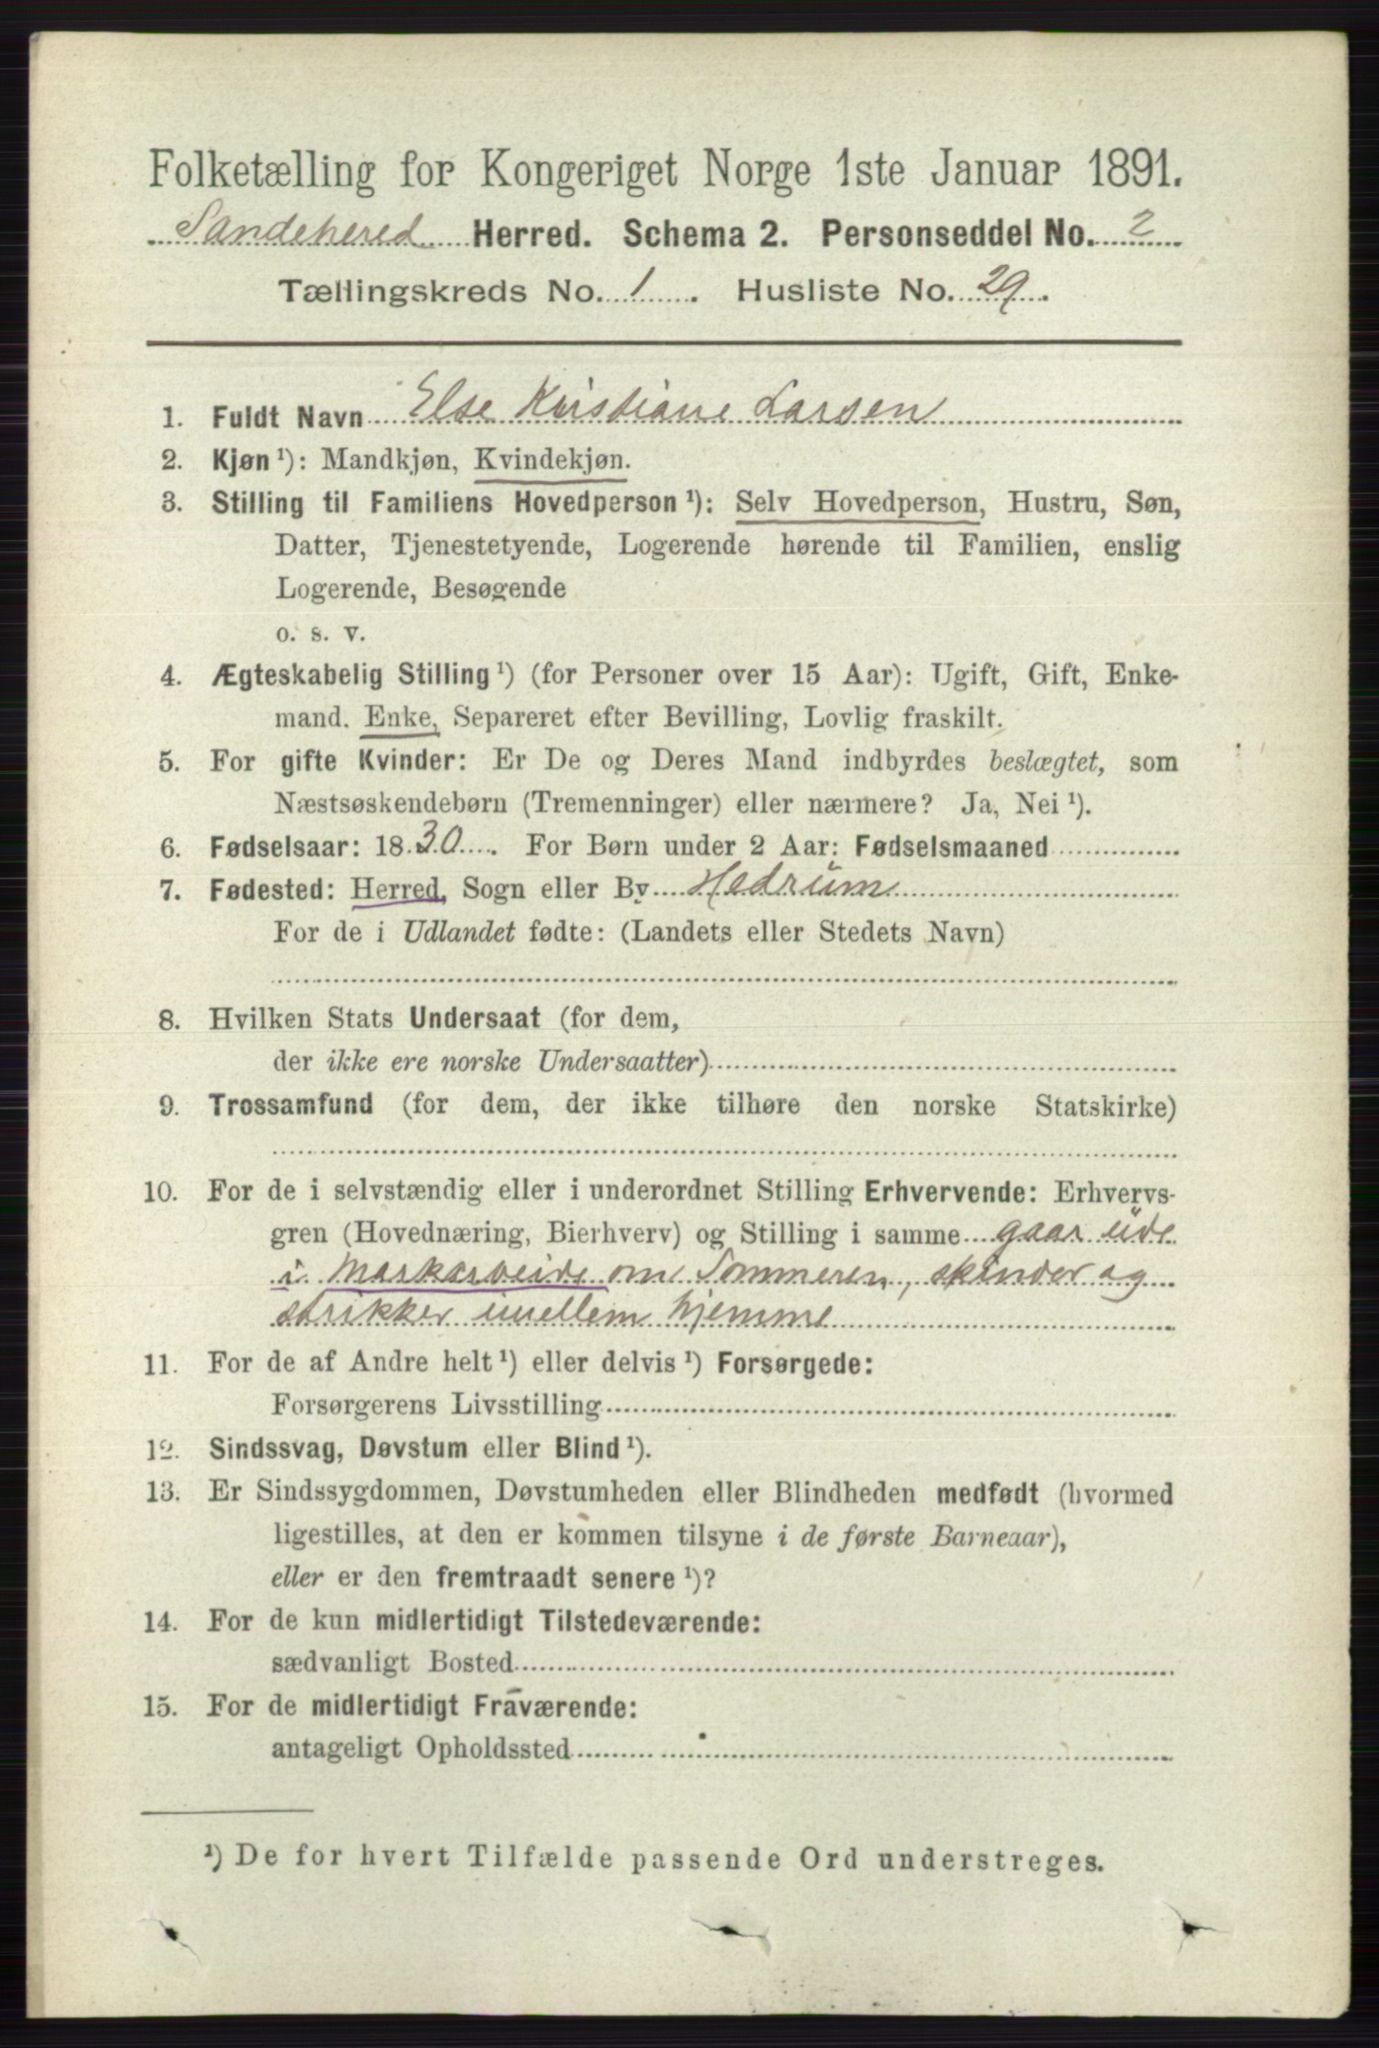 Folketælling for Kongeriget Norge 1ste Januar 1891.
Sandehered Herred. Schema 2. Personseddel No. 2
Tællingskreds No. 1. Husliste No. 29.
1. Fuldt Navn Else Kristiane Larsen
2. Kjøn ¹): Mandkjøn, Kvindekjøn.
3. Stilling til Familiens Hovedperson ¹): Selv Hovedperson, Hustru, Søn,
Datter, Tjenestetyende, Logerende hørende til Familien, enslig
Logerende, Besøgende
o. s. v.
4. Ægteskabelig Stilling ¹) (for Personer over 15 Aar): Ugift, Gift, Enke-
mand. Enke, Separeret efter Bevilling, Lovlig fraskilt.
5. For gifte Kvinder: Er De og Deres Mand indbyrdes beslægtet, som
Næstsøskendebørn (Tremenninger) eller nærmere? Ja, Nei ¹).
6. Fødselsaar: 1830. For Børn under 2 Aar: Fødselsmaaned
7. Fødested: Herred, Sogn eller By Hedrum
For de i Udlandet fødte: (Landets eller Stedets Navn)
8. Hvilken Stats Undersaat (for dem,
der ikke ere norske Undersaatter)
9. Trossamfund (for dem, der ikke tilhøre den norske Statskirke)
10. For de i selvstændig eller i underordnet Stilling Erhvervende: Erhvervs-
gren (Hovednæring, Bierhverv) og Stilling i samme gaar ude
i Markarbeide om Sommeren, spinder og
strikker imellem hjemme
11. For de af Andre helt ¹) eller delvis ¹) Forsørgede:
Forsørgerens Livsstilling
12. Sindssvag, Døvstum eller Blind ¹).
13. Er Sindssygdommen, Døvstumheden eller Blindheden medfødt (hvormed
ligestilles, at den er kommen tilsyne i de første Barneaar),
eller er den fremtraadt senere ¹)?
14. For de kun midlertidigt Tilstedeværende:
sædvanligt Bosted
15. For de midlertidigt Fraværende:
antageligt Opholdssted
¹) De for hvert Tilfælde passende Ord understreges.